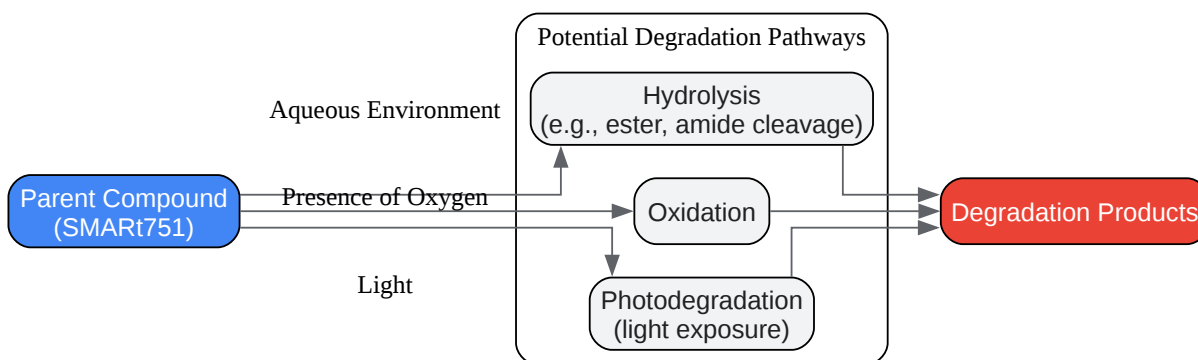 Potential Degradation Pathways
Aqueous Environment
Hydrolysis
(e.g., ester, amide cleavage)
Parent Compound
(SMARt751)
Presence of Oxygen
Oxidation
Degradation Products
Light
Photodegradation
(light exposure)